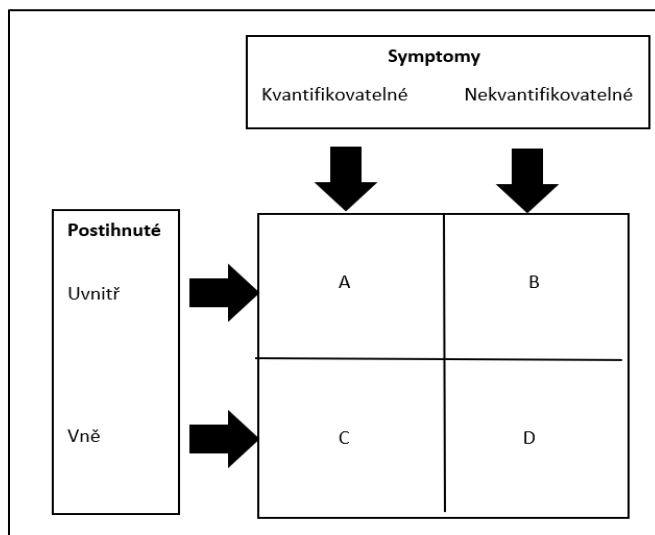 Symptomy
Kvantifikovatelné Nekvantifikovatelné
Postihnuté
Uvnitř
A B
Vně
C D